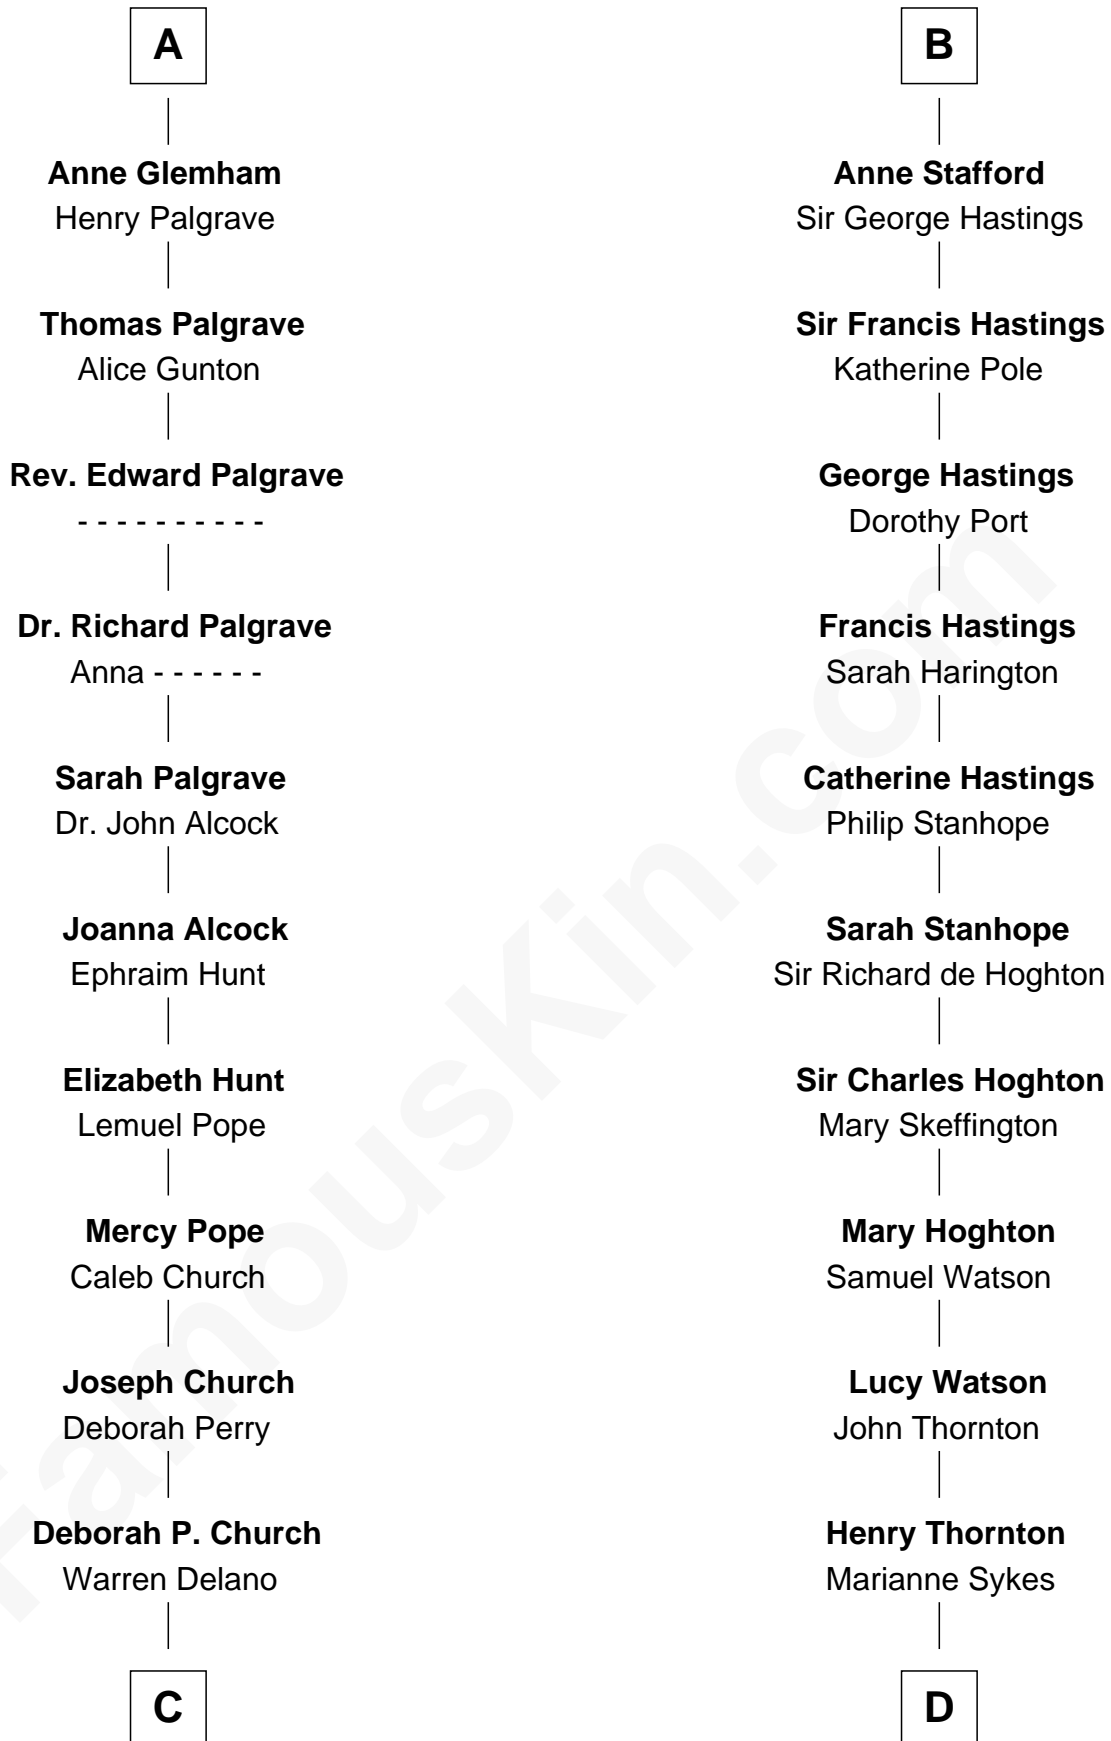 A
Anne Glemham
Henry Palgrave
Thomas Palgrave
Alice Gunton
Rev. Edward Palgrave
- - - - - - - - - -
Dr. Richard Palgrave
Anna - - - - - -
Sarah Palgrave
Dr. John Alcock
Joanna Alcock
Ephraim Hunt
Elizabeth Hunt
Lemuel Pope
Mercy Pope
Caleb Church
Joseph Church
Deborah Perry
Deborah P. Church
Warren Delano
C
B
Anne Stafford
Sir George Hastings
Sir Francis Hastings
Katherine Pole
George Hastings
Dorothy Port
Francis Hastings
Sarah Harington
Catherine Hastings
Philip Stanhope
Sarah Stanhope
Sir Richard de Hoghton
Sir Charles Hoghton
Mary Skeffington
Mary Hoghton
Samuel Watson
Lucy Watson
John Thornton
Henry Thornton
Marianne Sykes
D
FamousKin.com